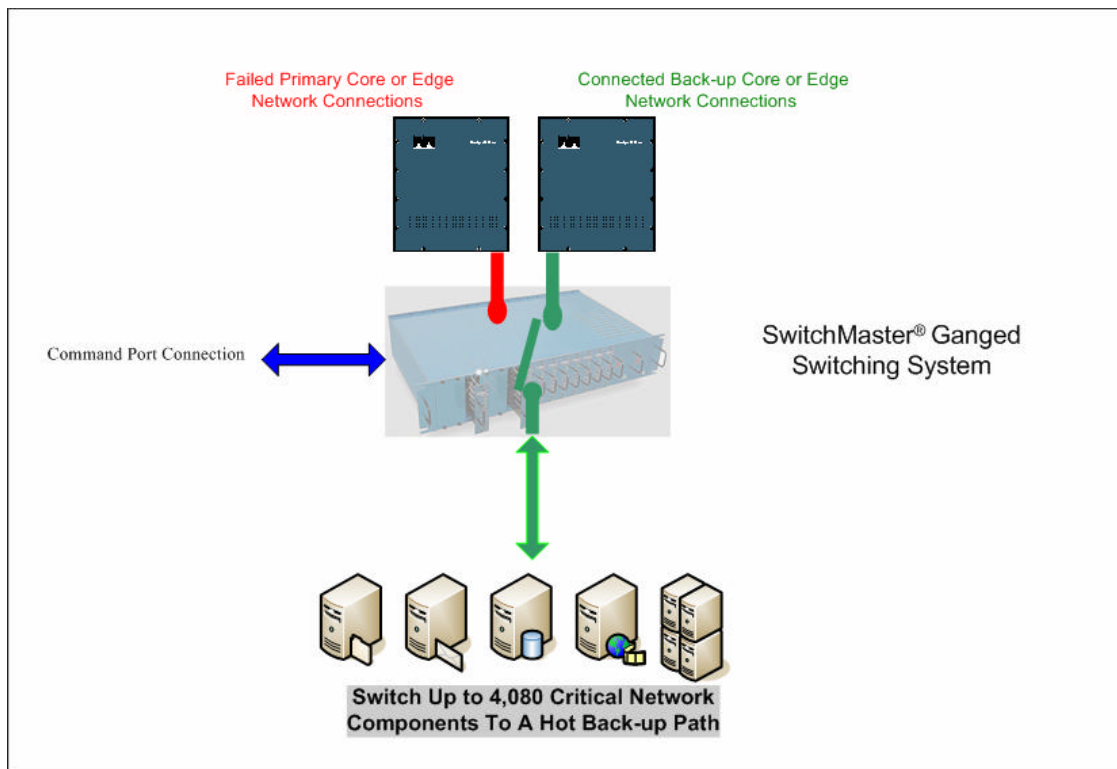 Failed Primary Core or Edge
Network Connections
Connected Back-up Core or Edge
Network Connections
Command Port Connection
SwitchMaster® Ganged
Switching System
Switch Up to 4,080 Critical Network
Components To A Hot Back-up Path